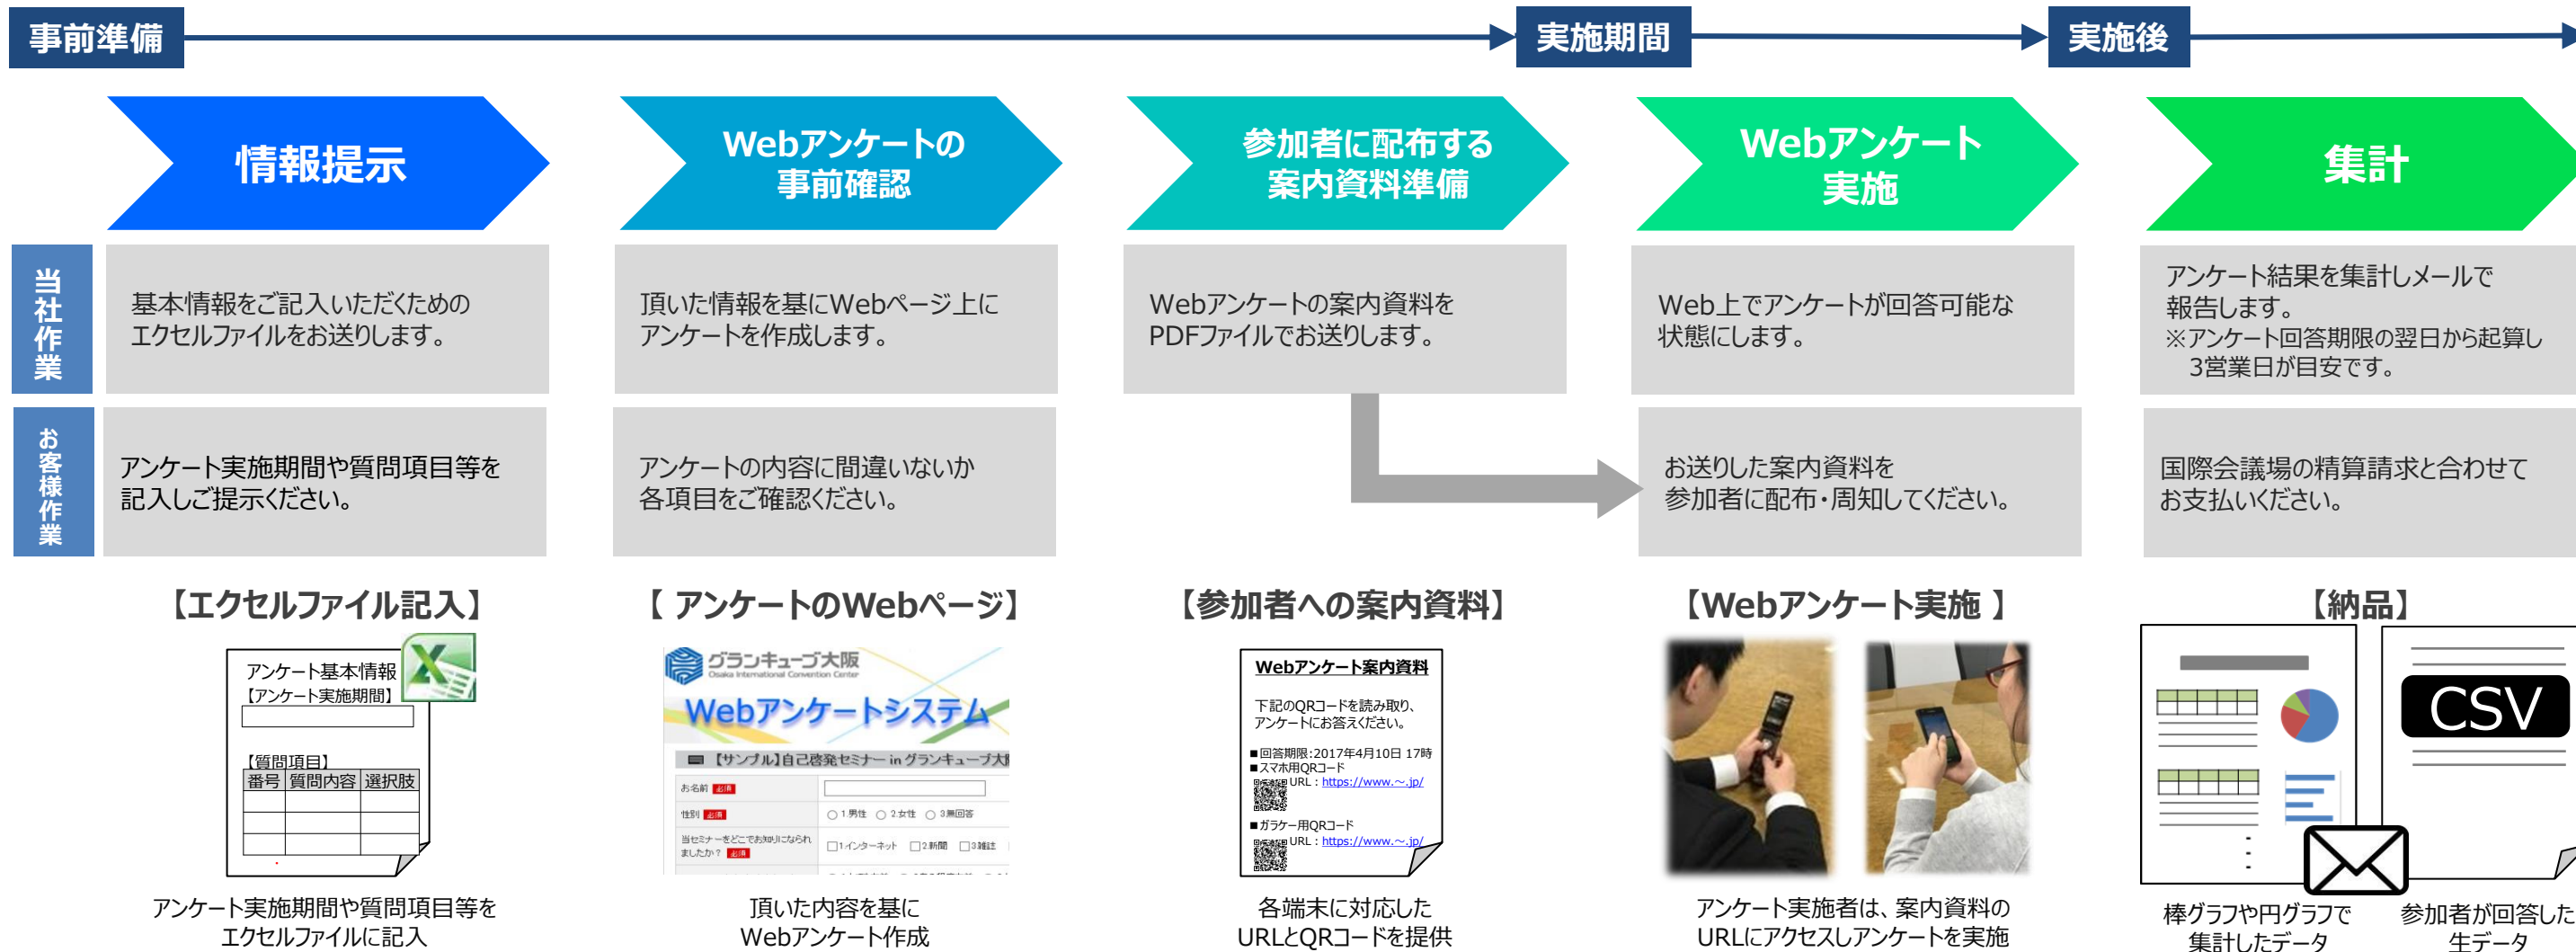 事前準備
実施期間
実施後
情報提示
Webアンケートの
事前確認
参加者に配布する
案内資料準備
Webアンケート
実施
集計
当社作業
基本情報をご記入いただくための
エクセルファイルをお送りします。
頂いた情報を基にWebページ上に
アンケートを作成します。
Webアンケートの案内資料を
PDFファイルでお送りします。
Web上でアンケートが回答可能な
状態にします。
アンケート結果を集計しメールで
報告します。
※アンケート回答期限の翌日から起算し
3営業日が目安です。
お客様作業
アンケート実施期間や質問項目等を
記入しご提示ください。
アンケートの内容に間違いないか
各項目をご確認ください。
お送りした案内資料を
参加者に配布・周知してください。
国際会議場の精算請求と合わせて
お支払いください。
【エクセルファイル記入】
アンケート基本情報
【アンケート実施期間】
【質問項目】
番号 質問内容 選択肢
アンケート実施期間や質問項目等を
エクセルファイルに記入
【 アンケートのWebページ】
グランキューブ大阪
Osaka International Convention Center
Webアンケートシステム
【サンプル】自己啓発セミナー in グランキューブ大
お名前 必須
性別 必須 1.男性 2.女性 3.無回答
当セミナーをどこでお知りになられ
ましたか? 必須 1.インターネット 2.新聞 3.雑誌
頂いた内容を基に
Webアンケート作成
【参加者への案内資料】
Webアンケート案内資料
下記のQRコードを読み取り、
アンケートにお答えください。
■回答期限:2017年4月10日 17時
■スマホ用QRコード
URL：https://www.～.jp/
■ガラケー用QRコード
URL：https://www.～.jp/
各端末に対応した
URLとQRコードを提供
【Webアンケート実施 】
アンケート実施者は、案内資料の
URLにアクセスしアンケートを実施
【納品】
CSV
棒グラフや円グラフで
集計したデータ
参加者が回答した
生データ